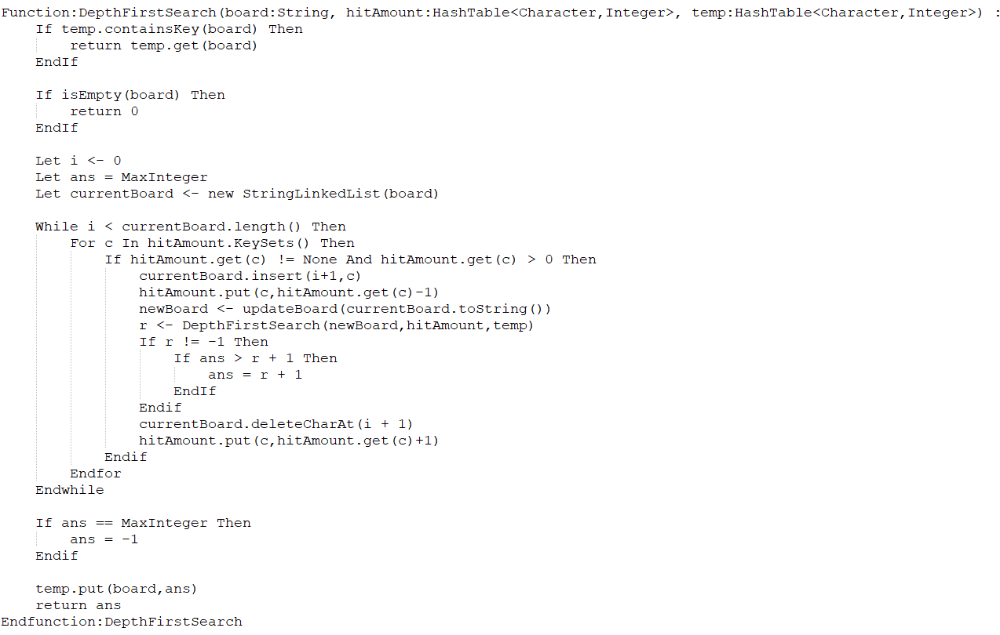 Function:DepthFirstSearch(board:String, hitAmount:HashTable<Character,Integer>, temp:HashTable<Character,Integer>) :
    If temp.containsKey(board) Then
        return temp.get(board)
    EndIf

    If isEmpty(board) Then
        return 0
    EndIf

    Let i <- 0
    Let ans = MaxInteger
    Let currentBoard <- new StringLinkedList(board)

    While i < currentBoard.length() Then
        For c In hitAmount.KeySets() Then
            If hitAmount.get(c) != None And hitAmount.get(c) > 0 Then
                currentBoard.insert(i+1,c)
                hitAmount.put(c,hitAmount.get(c)-1)
                newBoard <- updateBoard(currentBoard.toString())
                r <- DepthFirstSearch(newBoard,hitAmount,temp)
                If r != -1 Then
                    If ans > r + 1 Then
                        ans = r + 1
                    EndIf
                Endif
                currentBoard.deleteCharAt(i + 1)
                hitAmount.put(c,hitAmount.get(c)+1)
            Endif
        Endfor
    Endwhile

    If ans == MaxInteger Then
        ans = -1
    Endif

    temp.put(board,ans)
    return ans
Endfunction:DepthFirstSearch